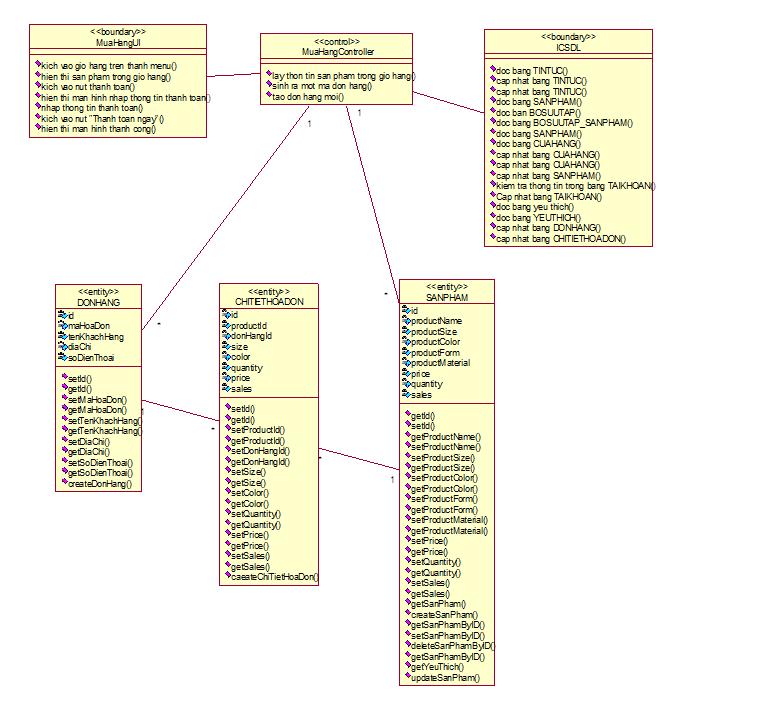 <<boundary>>
MuaHangUI
kich vao gio hang tren thanh menu()
hien thi san pham trong gio hang()
kich vao nut thanh toan()
hien thi man hinh nhap thong tin thanh toan()
nhap thong tin thanh toan()
kich vao nut "Thanh toan ngay"()
hien thi man hinh thanh cong()
<<control>>
MuaHangController
lay thon tin san pham trong gio hang()
sinh ra mot ma don hang()
tao don hang moi()
<<boundary>>
ICSDL
doc bang TINTUC()
cap nhat bang TINTUC()
cap nhat bang TINTUC()
doc bang SANPHAM()
doc ban BOSUUTAP()
doc bang BOSUUTAP_SANPHAM()
doc bang SANPHAM()
doc bang CUAHANG()
cap nhat bang CUAHANG()
cap nhat bang CUAHANG()
cap nhat bang SANPHAM()
kiem tra thong tin trong bang TAIKHOAN()
Cap nhat bang TAIKHOAN()
doc bang yeu thich()
doc bang YEUTHICH()
cap nhat bang DONHANG()
cap nhat bang CHITIETHOADON()
1
1
*
*
<<entity>>
DONHANG
id
maHoaDon
tenKhachHang
diaChi
soDienThoai
setId()
getId()
setMaHoaDon()
getMaHoaDon()
setTenKhachHang()
getTenKhachHang()
setDiaChi()
getDiaChi()
setSoDienThoai()
getSoDienThoai()
createDonHang()
1
*
<<entity>>
CHITIETHOADON
id
productId
donHangId
size
color
quantity
price
sales
setId()
getId()
setProductId()
getProductId()
setDonHangId()
getDonHangId()
setSize()
getSize()
setColor()
getColor()
setQuantity()
getQuantity()
setPrice()
getPrice()
setSales()
getSales()
caeateChiTietHoaDon()
*
1
<<entity>>
SANPHAM
id
productName
productSize
productColor
productForm
productMaterial
price
quantity
sales
getId()
setId()
getProductName()
setProductName()
setProductSize()
getProductSize()
setProductColor()
getProductColor()
setProductForm()
getProductForm()
setProductMaterial()
getProductMaterial()
setPrice()
getPrice()
setQuantity()
getQuantity()
setSales()
getSales()
getSanPham()
createSanPham()
getSanPhamByID()
setSanPhamByID()
deleteSanPhamByID()
getSanPhamByID()
getYeuThich()
updateSanPham()